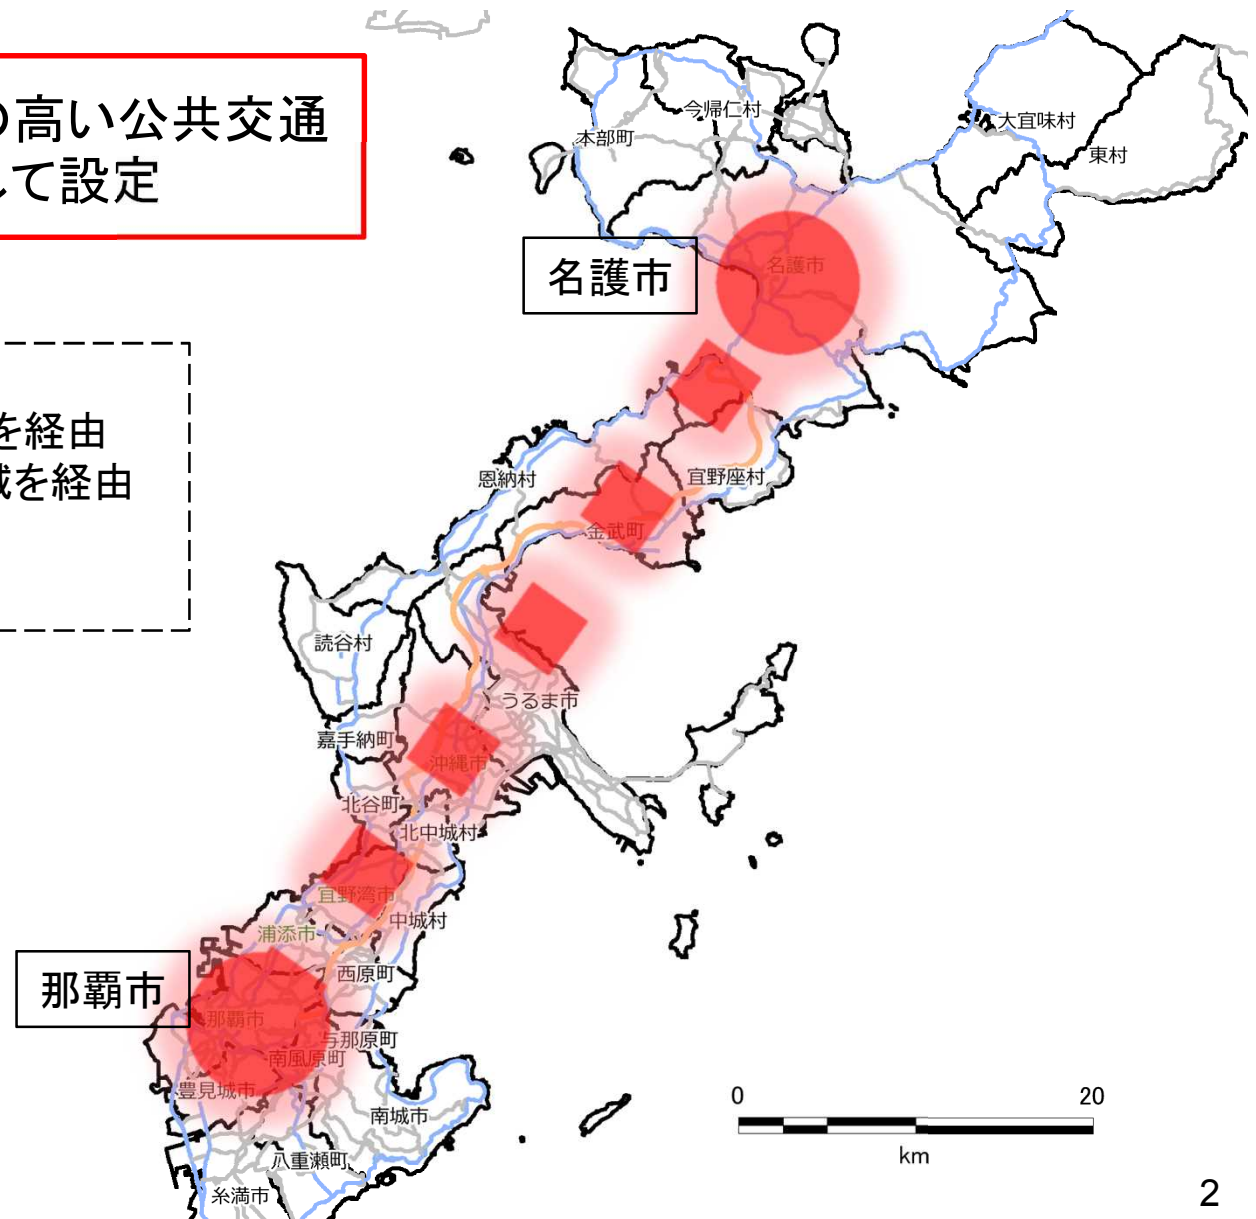 の高い公共交通
して設定
を経由
域を経由
今帰仁村
本部町
大宜味村
東村
名護市
名護市
恩納村
宜野座村
金武町
読谷村
うるま市
嘉手納町
沖縄市
北谷町
北中城村
宜野湾市
中城村
浦添市
西原町
那覇市
那覇市
与那原町
南風原町
豊見城市
南城市
八重瀬町
糸満市
0 20
km
2